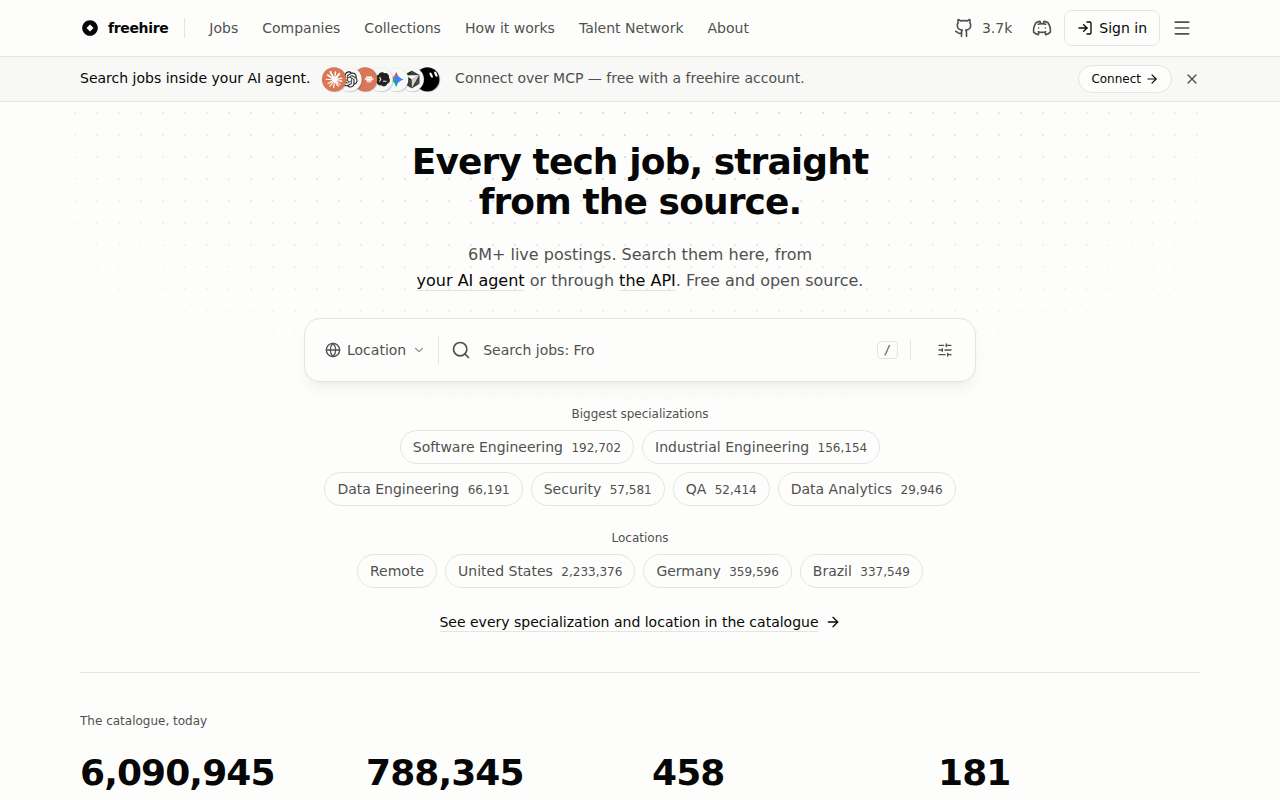 freehire
Jobs
Companies
Collections
How it works
Talent Network
About
3.7k
Sign in
Search jobs inside your AI agent.
Connect over MCP — free with a freehire account.
Connect
Every tech job, straight
from the source.
6M+ live postings. Search them here, from
your AI agent or through the API. Free and open source.
Location
Search jobs: Fro
/
Biggest specializations
Software Engineering 192,702
Industrial Engineering 156,154
Data Engineering 66,191
Security 57,581
QA 52,414
Data Analytics 29,946
Locations
Remote
United States 2,233,376
Germany 359,596
Brazil 337,549
See every specialization and location in the catalogue
The catalogue, today
6,090,945
788,345
458
181